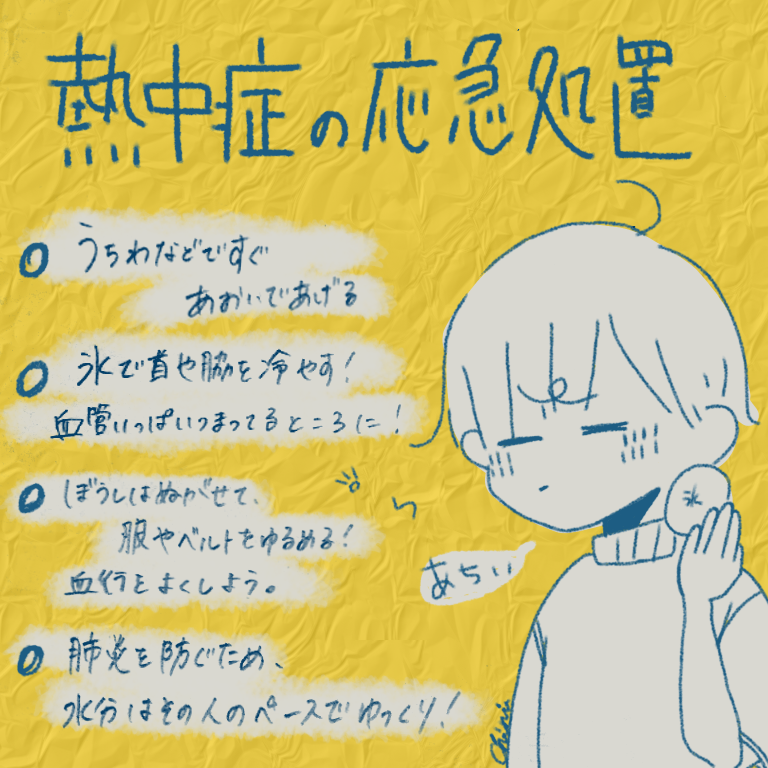 熱中症の応急処置
うちわなどですぐ
あおいであげる
氷で首や脇を冷やす!
血管いっぱいつまってるところに!
ぼうしはぬがせて、
服やベルトをゆるめる!
血行をよくしよう。
肺炎を防ぐため、
水分はその人のペースでゆっくり!
氷
あちぃ